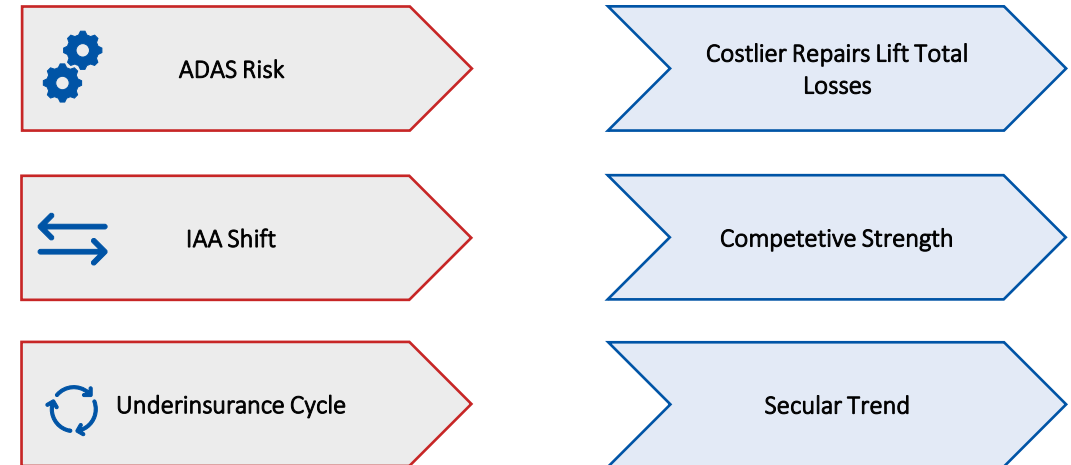 ADAS Risk
Costlier Repairs Lift Total
Losses
IAA Shift
Competetive Strength
Underinsurance Cycle
Secular Trend